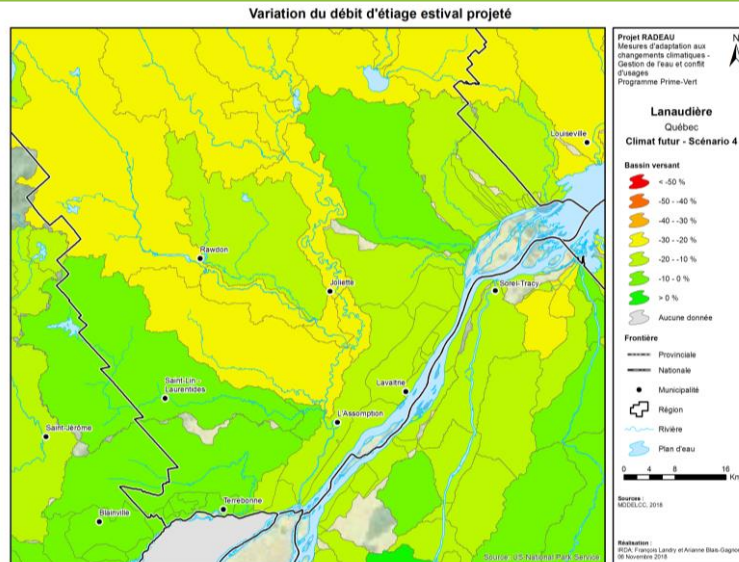 Variation du débit d'étiage estival projeté
Projet RADEAU
Mesures d'adaptation aux
changements climatiques -
Gestion de l'eau et conflit
d'usages
Programme Prime-Vert
N
Lanaudière
Québec
Climat futur - Scénario 4
Bassin versant
< -50 %
-50 - -40 %
-40 - -30 %
-30 - -20 %
-20 - -10 %
-10 - 0 %
> 0 %
Aucune donnée
Frontière
Provinciale
Nationale
Municipalité
Région
Rivière
Plan d'eau
0 4 8 16
Km
Sources :
MDDELCC, 2018
Réalisation :
IRDA; François Landry et Arianne Blais-Gagnon
08 Novembre 2018
Louiseville
Rawdon
Joliette
Sorel-Tracy
Saint-Lin -
Laurentides
Lavaltrie
L'Assomption
Saint-Jérôme
Terrebonne
Blainville
Source: US National Park Service